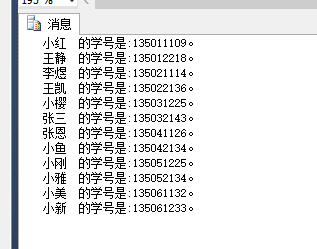 195 %
消息
小红  的学号是:135011109。
王静  的学号是:135012218。
李煜  的学号是:135021114。
王凯  的学号是:135022136。
小樱  的学号是:135031225。
张三  的学号是:135032143。
张恩  的学号是:135041126。
小鱼  的学号是:135042134。
小刚  的学号是:135051225。
小雅  的学号是:135052134。
小美  的学号是:135061132。
小新  的学号是:135061233。